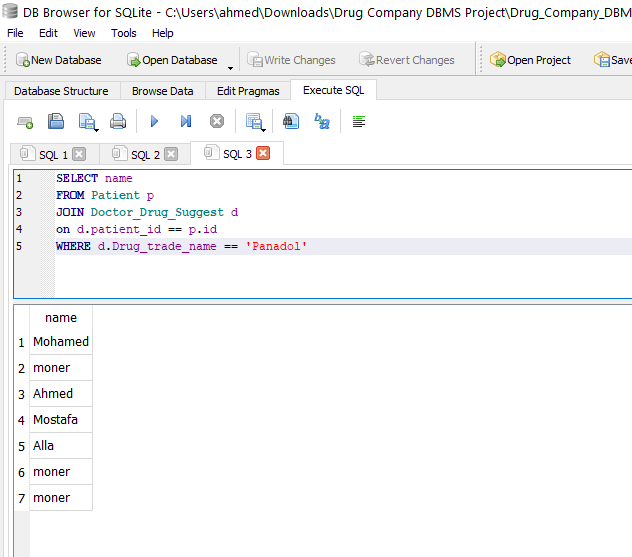 DB Browser for SQLite - C:\Users\ahmed\Downloads\Drug Company DBMS Project\Drug_Company_DBM
File Edit View Tools Help
New Database Open Database Write Changes Revert Changes Open Project Save
Database Structure Browse Data Edit Pragmas Execute SQL
SQL 1 SQL 2 SQL 3
1 SELECT name
2 FROM Patient p
3 JOIN Doctor_Drug_Suggest d
4 on d.patient_id == p.id
5 WHERE d.Drug_trade_name == 'Panadol'
name
1 Mohamed
2 moner
3 Ahmed
4 Mostafa
5 Alla
6 moner
7 moner